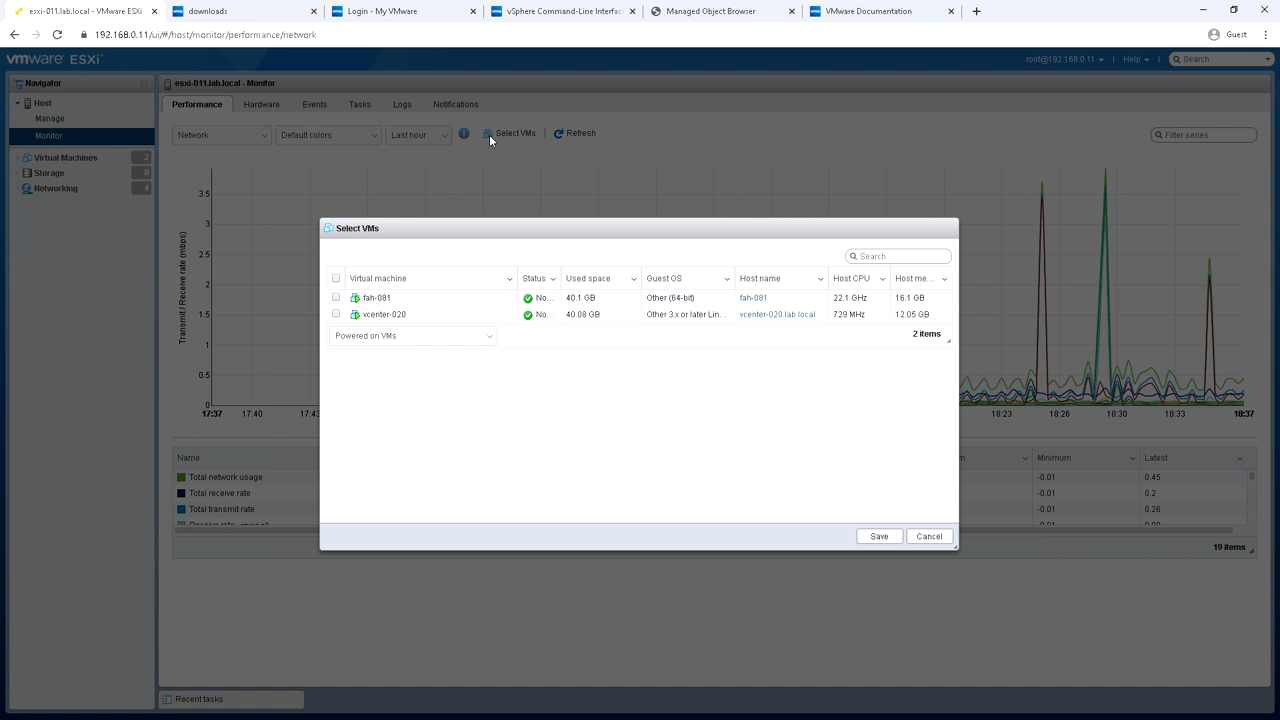 esxi-011.lab.local - VMware ESXi
downloads
Login - My VMware
vSphere Command-Line Interfac
Managed Object Browser
VMware Documentation
192.168.0.11/ui/#/host/monitor/performance/network
Guest
vmware ESXi
root@192.168.0.11
Help
Search
Navigator
esxi-011.lab.local - Monitor
Host
Manage
Monitor
Virtual Machines 2
Storage 8
Networking 4
Performance Hardware Events Tasks Logs Notifications
Network
Default colors
Last hour
Select VMs
Refresh
Filter series
Transmit / Receive rate (mbps)
3.5
3
2.5
2
1.5
1
0.5
0
17:37 17:40 17:43 18:23 18:26 18:30 18:33 18:37
Select VMs
Search
Virtual machine Status Used space Guest OS Host name Host CPU Host me...
fah-081 No... 40.1 GB Other (64-bit) fah-081 22.1 GHz 16.1 GB
vcenter-020 No... 40.08 GB Other 3.x or later Lin... vcenter-020.lab.local 729 MHz 12.05 GB
Powered on VMs
2 items
Save
Cancel
Name Minimum Latest
Total network usage -0.01 0.45
Total receive rate -0.01 0.2
Total transmit rate -0.01 0.26
19 items
Recent tasks